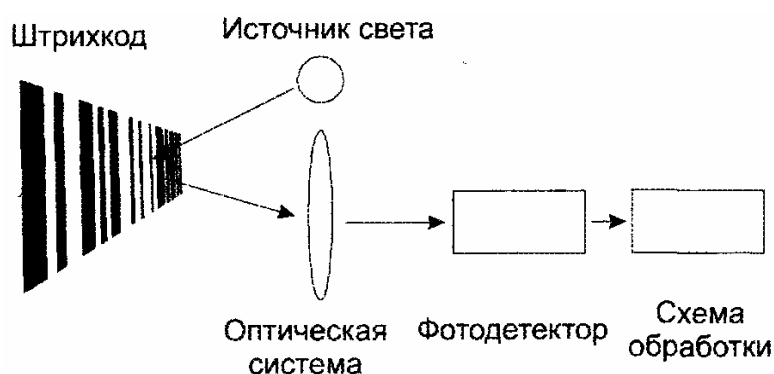 Штрихкод
Источник света
Оптическая
система
Фотодетектор
Схема
обработки